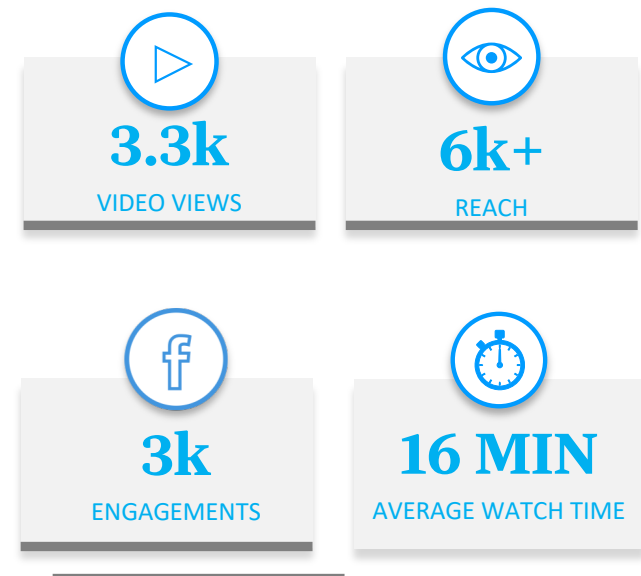 3.3k
VIDEO VIEWS
6k+
REACH
f
3k
ENGAGEMENTS
16 MIN
AVERAGE WATCH TIME